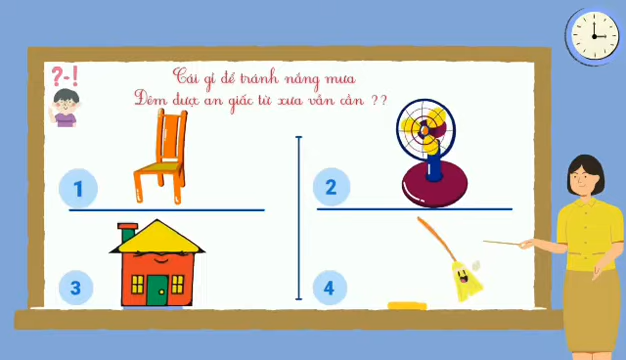 ?-!
Cái gì để tránh nắng mưa
Đêm được an giấc từ xưa vẫn cần ??
1
2
3
4